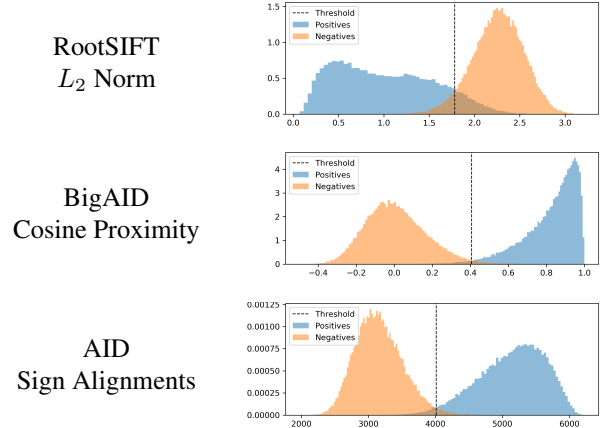 RootSIFT
L₂ Norm
1.5
1.0
0.5
0.0
Threshold
Positives
Negatives
0.0 0.5 1.0 1.5 2.0 2.5 3.0
BigAID
Cosine Proximity
4
3
2
1
0
Threshold
Positives
Negatives
−0.4 −0.2 0.0 0.2 0.4 0.6 0.8 1.0
AID
Sign Alignments
0.00125
0.00100
0.00075
0.00050
0.00025
0.00000
Threshold
Positives
Negatives
2000 3000 4000 5000 6000